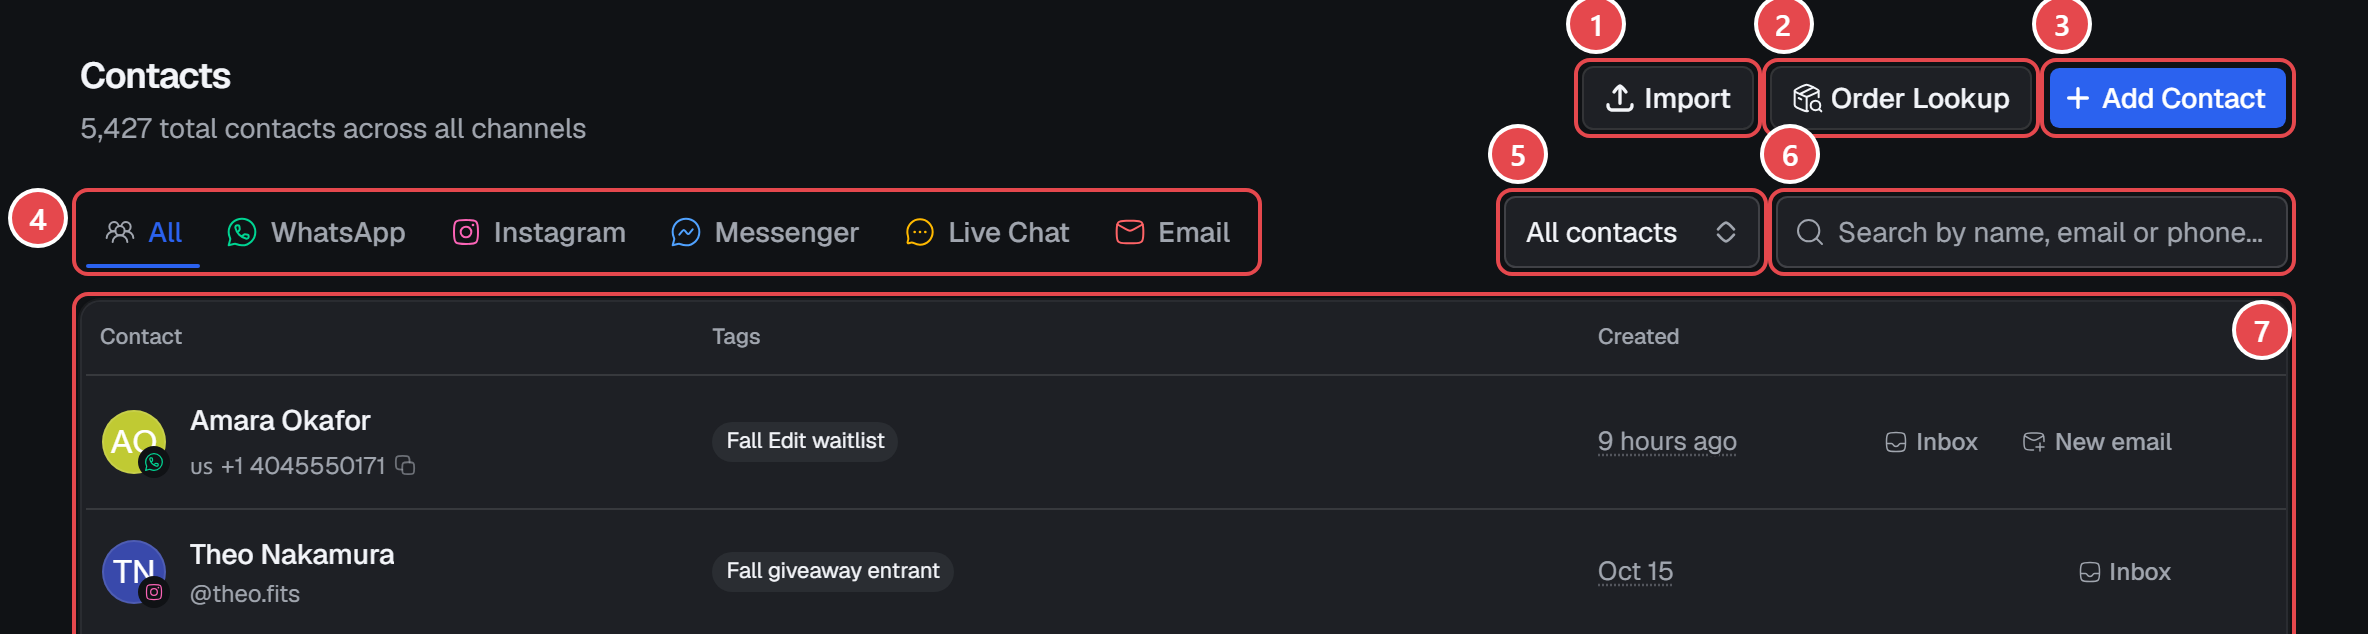 1
2
3
Contacts
Import
Order Lookup
+ Add Contact
5,427 total contacts across all channels
5
6
4
All
WhatsApp
Instagram
Messenger
Live Chat
Email
All contacts
Search by name, email or phone...
7
Contact
Tags
Created
AO
Amara Okafor
us +1 4045550171
Fall Edit waitlist
9 hours ago
Inbox
New email
TN
Theo Nakamura
@theo.fits
Fall giveaway entrant
Oct 15
Inbox